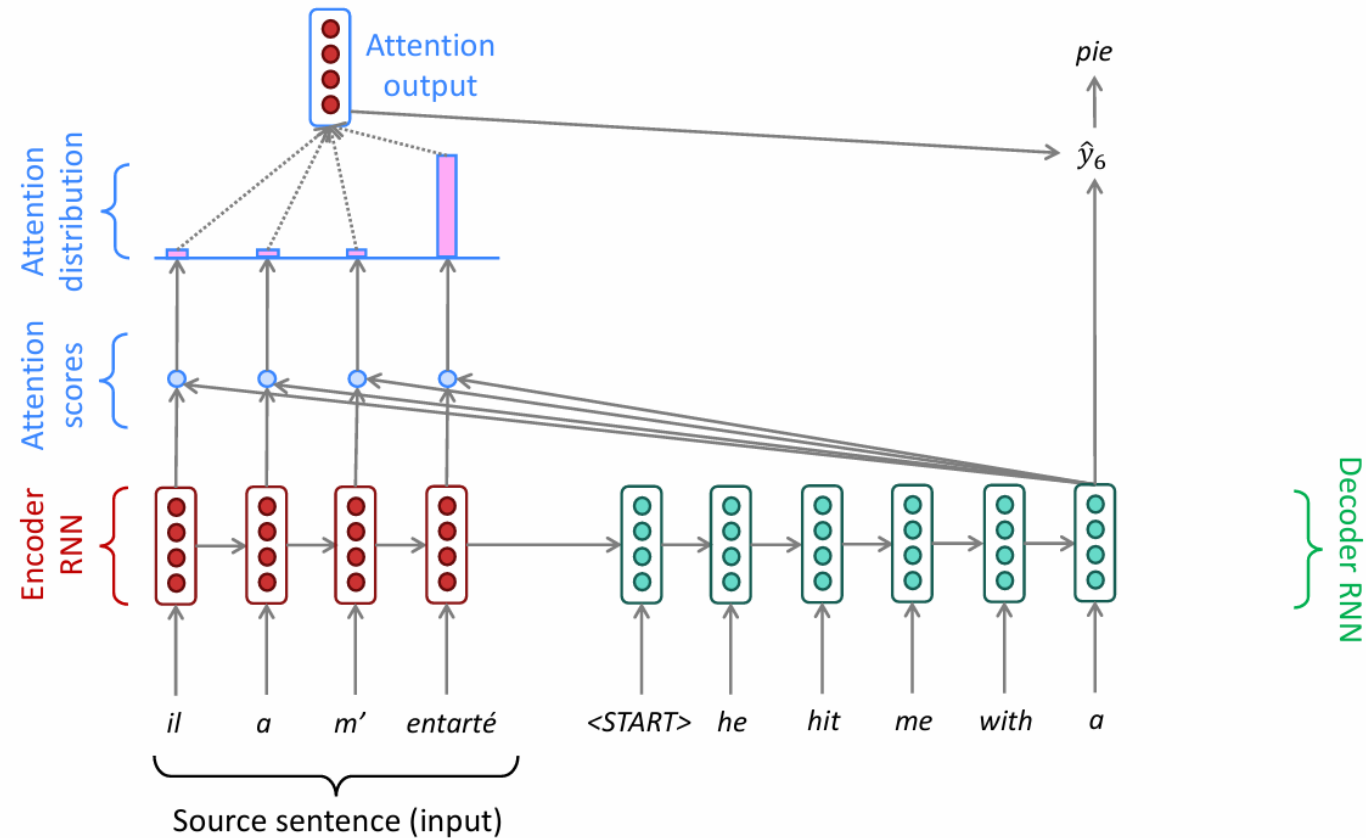 Attention
output
pie
ŷ₆
Attention
distribution
Attention
scores
Encoder
RNN
Decoder RNN
il a m’ entarté <START> he hit me with a
Source sentence (input)